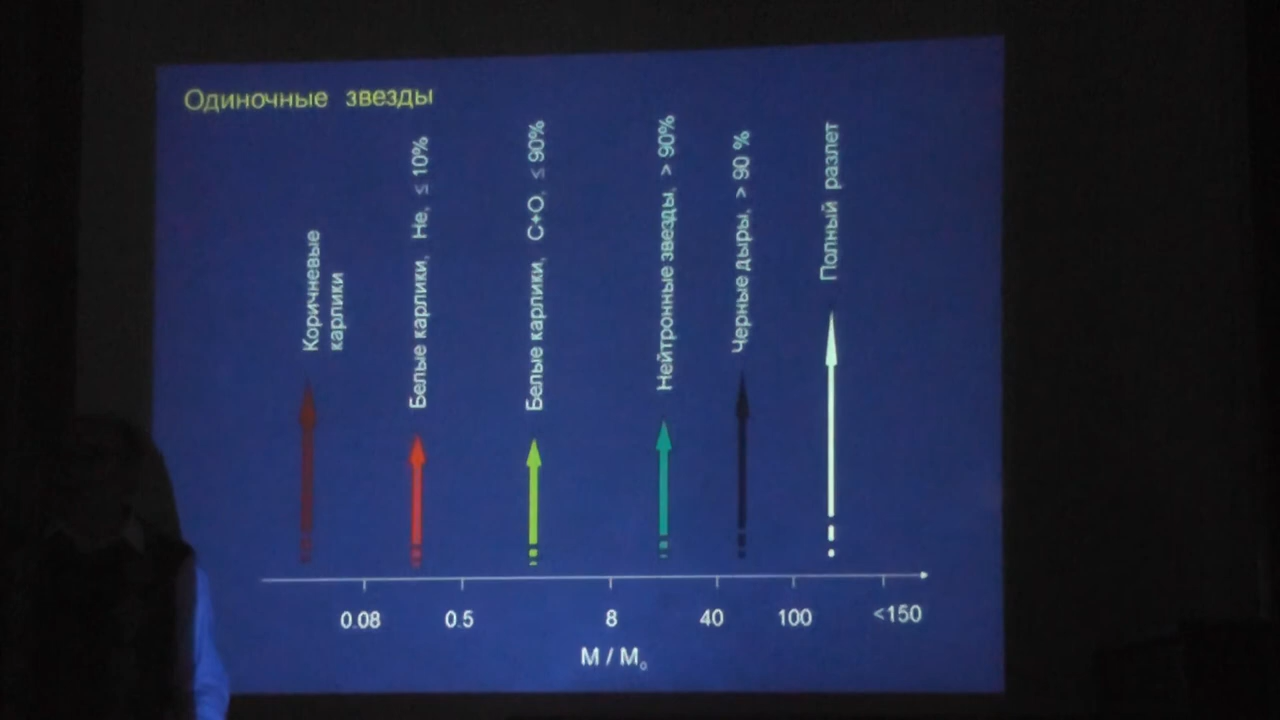 Одиночные звезды
Коричневые
карлики
Белые карлики, He, ≤ 10%
Белые карлики, C+O, ≤ 90%
Нейтронные звезды, > 90%
Черные дыры, > 90 %
Полный разлет
0.08 0.5 8 40 100 <150
M / M₀